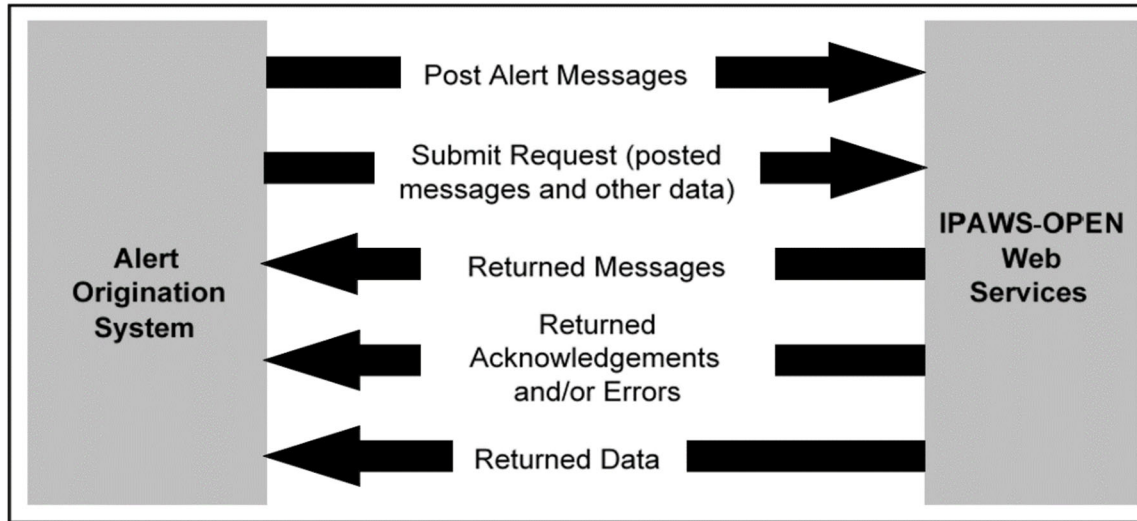 Post Alert Messages
Submit Request (posted
messages and other data)
Alert
Origination
System
Returned Messages
Returned
Acknowledgements
and/or Errors
Returned Data
IPAWS-OPEN
Web
Services